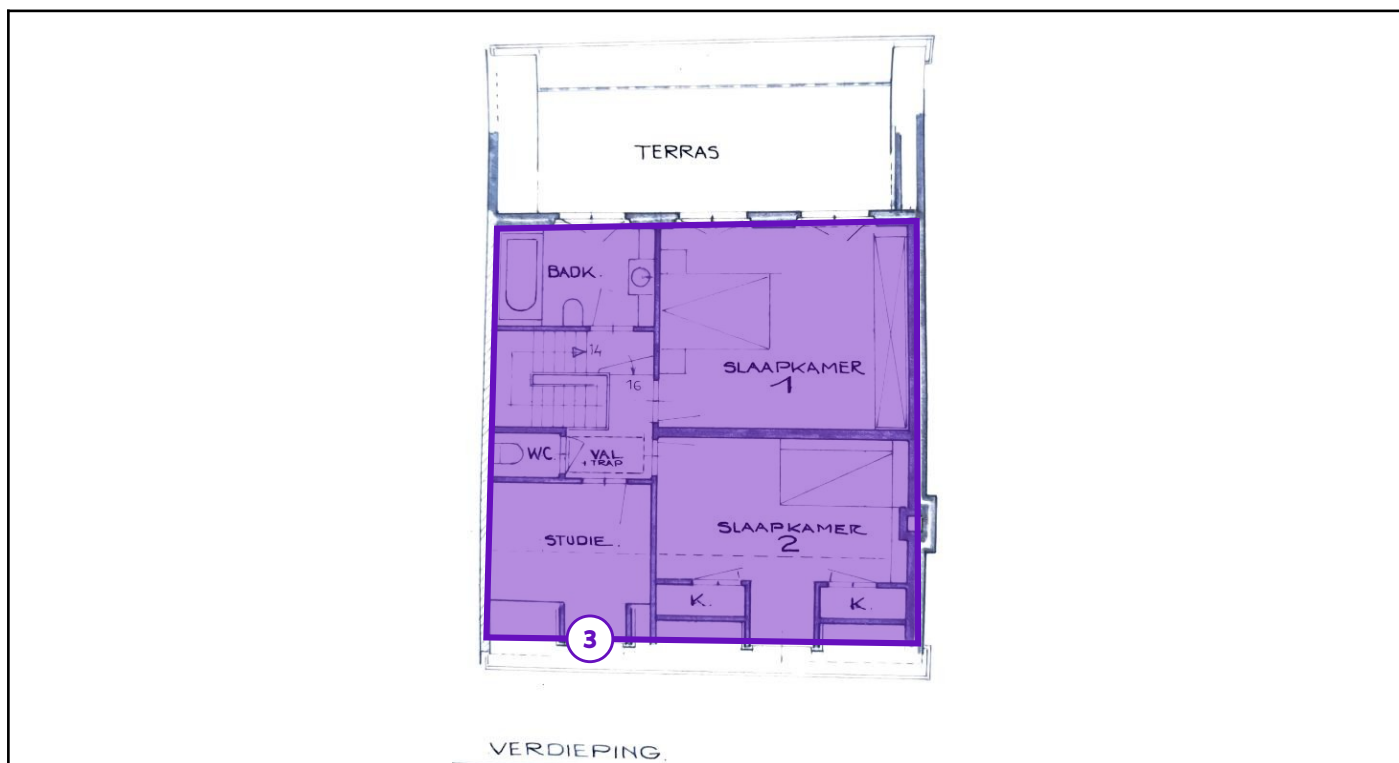 TERRAS
BADK.
14
16
SLAAPKAMER
1
WC.
VAL
+ TRAP
SLAAPKAMER
2
STUDIE.
K.
K.
3
VERDIEPING.